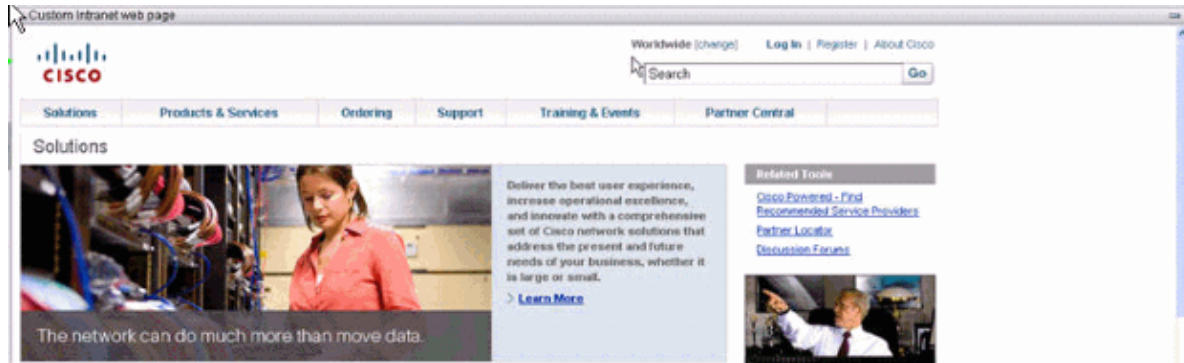 Custom Intranet web page
CISCO
Worldwide [change] Log In | Register | About Cisco
Search Go
Solutions Products & Services Ordering Support Training & Events Partner Central
Solutions
The network can do much more than move data.
Deliver the best user experience,
increase operational excellence,
and innovate with a comprehensive
set of Cisco network solutions that
address the present and future
needs of your business, whether it
is large or small.
> Learn More
Related Tools
Cisco Powered - Find
Recommended Service Providers
Partner Locator
Discussion Forums